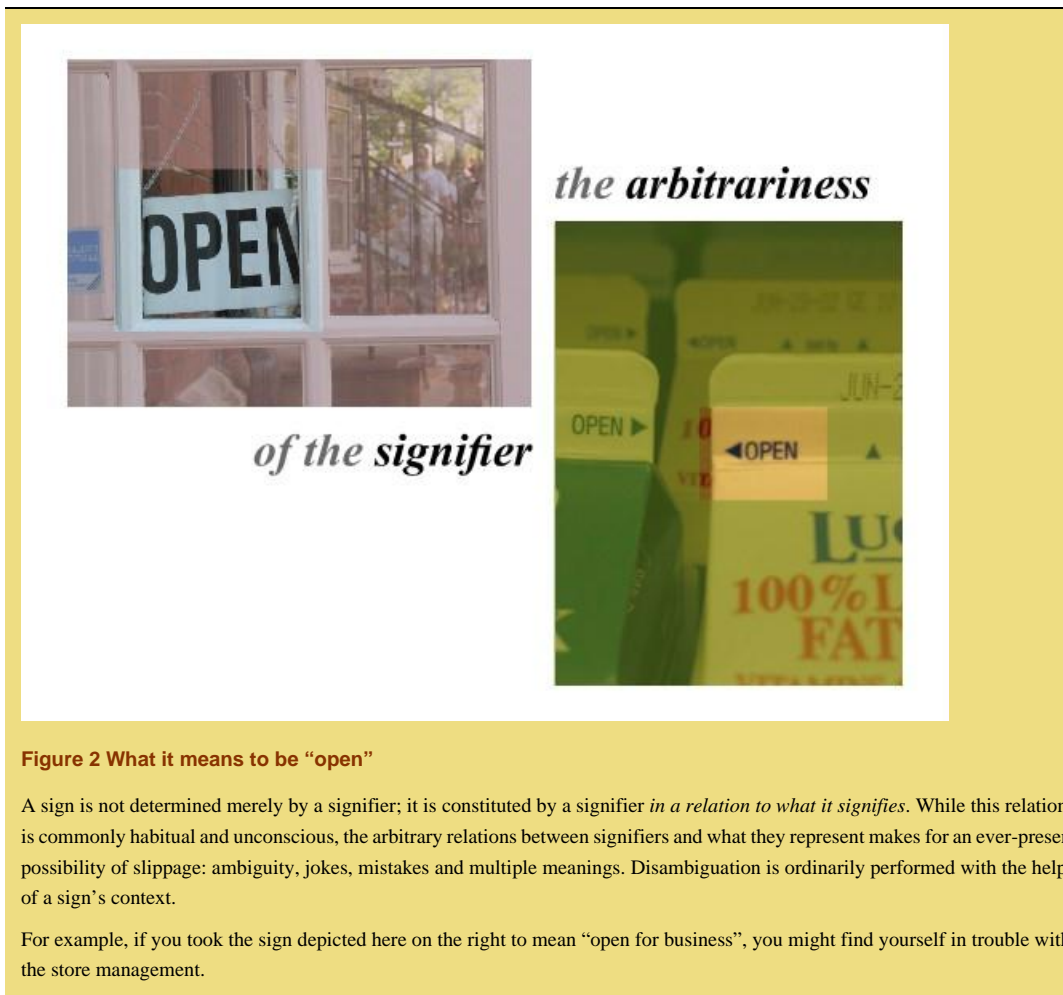 OPEN
the arbitrariness
of the signifier
OPEN ▶
◀OPEN ▲
OPEN ▶
◀OPEN ▲
JUN-2
100%
FAT
Figure 2 What it means to be “open”
A sign is not determined merely by a signifier; it is constituted by a signifier in a relation to what it signifies. While this relation
is commonly habitual and unconscious, the arbitrary relations between signifiers and what they represent makes for an ever-presen
possibility of slippage: ambiguity, jokes, mistakes and multiple meanings. Disambiguation is ordinarily performed with the help
of a sign’s context.
For example, if you took the sign depicted here on the right to mean “open for business”, you might find yourself in trouble with
the store management.